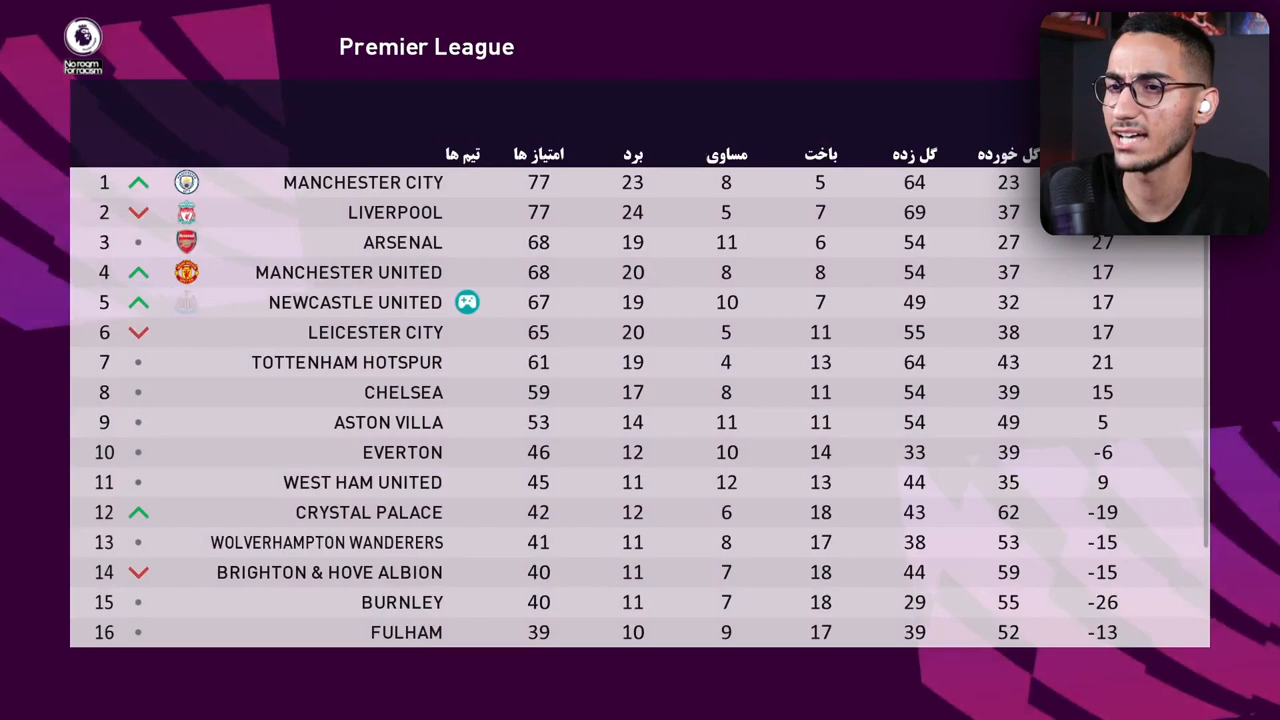 No room for racism
Premier League
تیم ها امتیاز ها برد مساوی باخت گل زده گل خورده
1 MANCHESTER CITY 77 23 8 5 64 23
2 LIVERPOOL 77 24 5 7 69 37
3 ARSENAL 68 19 11 6 54 27 27
4 MANCHESTER UNITED 68 20 8 8 54 37 17
5 NEWCASTLE UNITED 67 19 10 7 49 32 17
6 LEICESTER CITY 65 20 5 11 55 38 17
7 TOTTENHAM HOTSPUR 61 19 4 13 64 43 21
8 CHELSEA 59 17 8 11 54 39 15
9 ASTON VILLA 53 14 11 11 54 49 5
10 EVERTON 46 12 10 14 33 39 -6
11 WEST HAM UNITED 45 11 12 13 44 35 9
12 CRYSTAL PALACE 42 12 6 18 43 62 -19
13 WOLVERHAMPTON WANDERERS 41 11 8 17 38 53 -15
14 BRIGHTON & HOVE ALBION 40 11 7 18 44 59 -15
15 BURNLEY 40 11 7 18 29 55 -26
16 FULHAM 39 10 9 17 39 52 -13